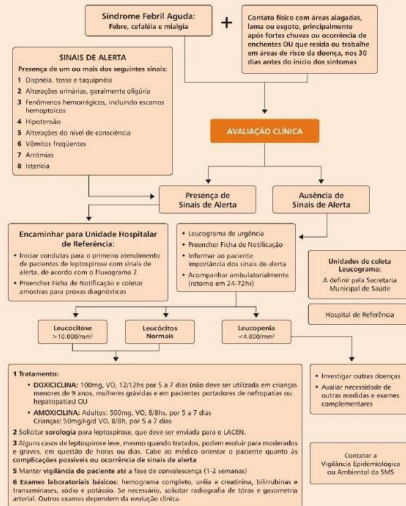 Síndrome Febril Aguda:
Febre, cefaléia e mialgia
+
Contato físico com áreas alagadas,
lama ou esgoto, principalmente
após fortes chuvas ou ocorrência de
enchentes OU que resida ou trabalhe
em áreas de risco da doença, nos 30
dias antes do início dos sintomas
SINAIS DE ALERTA
Presença de um ou mais dos seguintes sinais:
1 Dispnéia, tosse e taquipnéia
2 Alterações urinárias, geralmente oligúria
3 Fenômenos hemorrágicos, incluindo escarros
hemoptoicos
4 Hipotensão
5 Alterações do nível de consciência
6 Vômitos freqüentes
7 Arritmias
8 Icterícia
AVALIAÇÃO CLÍNICA
Presença de
Sinais de Alerta
Ausência de
Sinais de Alerta
Encaminhar para Unidade Hospitalar
de Referência:
• Iniciar condutas para o primeiro atendimento
de pacientes de leptospirose com sinais de
alerta, de acordo com o Fluxograma 2
• Preencher Ficha de Notificação e coletar
amostras para provas diagnósticas
• Leucograma de urgência
• Preencher Ficha de Notificação
• Informar ao paciente
importância dos sinais de alerta
• Acompanhar ambulatorialmente
(retorno em 24-72hs)
Unidades de coleta
Leucograma:
A definir pela Secretaria
Municipal de Saúde
Hospital de Referência
Leucocitose
>10.000/mm³
Leucócitos
Normais
Leucopenia
<4.000/mm³
1 Tratamento:
• DOXICICLINA: 100mg, VO, 12/12hs por 5 a 7 dias (não deve ser utilizada em crianças
menores de 9 anos, mulheres grávidas e em pacientes portadores de nefropatias ou
hepatopatias) OU
• AMOXICILINA: Adultos: 500mg, VO, 8/8hs, por 5 a 7 dias
Crianças: 50mg/kg/d VO, 8/8h, por 5 a 7 dias
2 Solicitar sorologia para leptospirose, que deve ser enviada para o LACEN.
3 Alguns casos de leptospirose leve, mesmo quando tratados, podem evoluir para moderados
e graves, em questão de horas ou dias. Cabe ao médico orientar o paciente quanto às
complicações possíveis ou ocorrência de sinais de alerta
5 Manter vigilância do paciente até a fase de convalescença (1-2 semanas)
6 Exames laboratoriais básicos: hemograma completo, uréia e creatinina, bilirrubinas e
transaminases, sódio e potássio. Se necessário, solicitar radiografia de tórax e gasometria
arterial. Outros exames dependem da evolução clínica.
• Investigar outras doenças
• Avaliar necessidade de
outras medidas e exames
complementares
Contatar a
Vigilância Epidemiológica
ou Ambiental da SMS